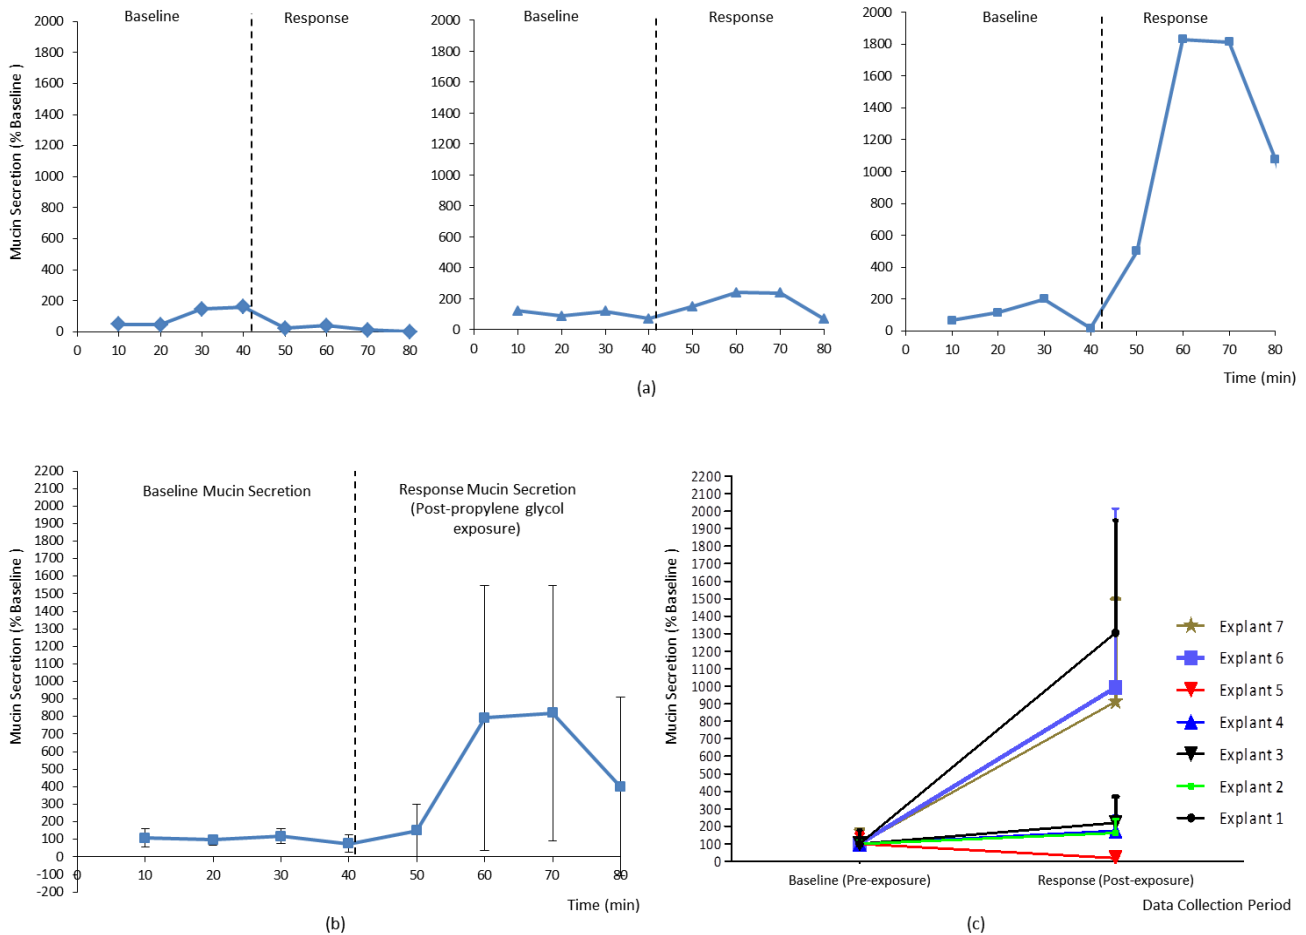 Baseline
Response
Mucin Secretion (% Baseline )
2000
1800
1600
1400
1200
1000
800
600
400
200
0
0 10 20 30 40 50 60 70 80
Baseline
Response
2000
1800
1600
1400
1200
1000
800
600
400
200
0
0 10 20 30 40 50 60 70 80
Baseline
Response
2000
1800
1600
1400
1200
1000
800
600
400
200
0
0 10 20 30 40 50 60 70 80
Time (min)
(a)
Baseline Mucin Secretion
Response Mucin Secretion
(Post-propylene glycol
exposure)
Mucin Secretion (% Baseline )
2200
2100
2000
1900
1800
1700
1600
1500
1400
1300
1200
1100
1000
900
800
700
600
500
400
300
200
100
0
-100
-200
0 10 20 30 40 50 60 70 80
Time (min)
(b)
Mucin Secretion (% Baseline )
2200
2100
2000
1900
1800
1700
1600
1500
1400
1300
1200
1100
1000
900
800
700
600
500
400
300
200
100
0
Explant 7
Explant 6
Explant 5
Explant 4
Explant 3
Explant 2
Explant 1
Baseline (Pre-exposure)
Response (Post-exposure)
Data Collection Period
(c)